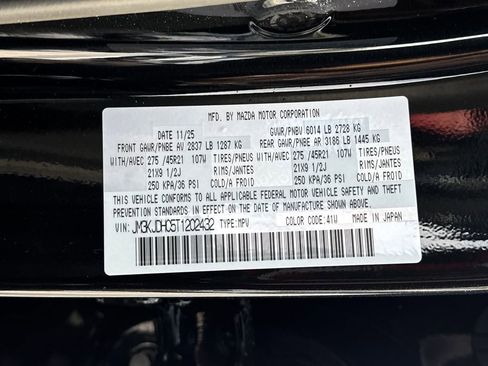 MFD. BY MAZDA MOTOR CORPORATION
DATE 11/25 GVWR/PNBV 6014 LB 2728 KG
FRONT GAWR/PNBE AV 2837 LB 1287 KG REAR GAWR/PNBE AR 3186 LB 1445 KG
WITH/AVEC 275 /45R21 107W TIRES/PNEUS WITH/AVEC 275 /45R21 107W TIRES/PNEUS
21X9 1/2J RIMS/JANTES 21X9 1/2J RIMS/JANTES
250 KPA/36 PSI COLD/A FROID 250 KPA/36 PSI COLD/A FROID
THIS VEHICLE CONFORMS TO ALL APPLICABLE FEDERAL MOTOR VEHICLE SAFETY AND THEFT
PREVENTION STANDARDS IN EFFECT ON THE DATE OF MANUFACTURE SHOWN ABOVE.
VIN: JM3KJDHC5T1202432 TYPE:MPV COLOR CODE:41W MADE IN JAPAN